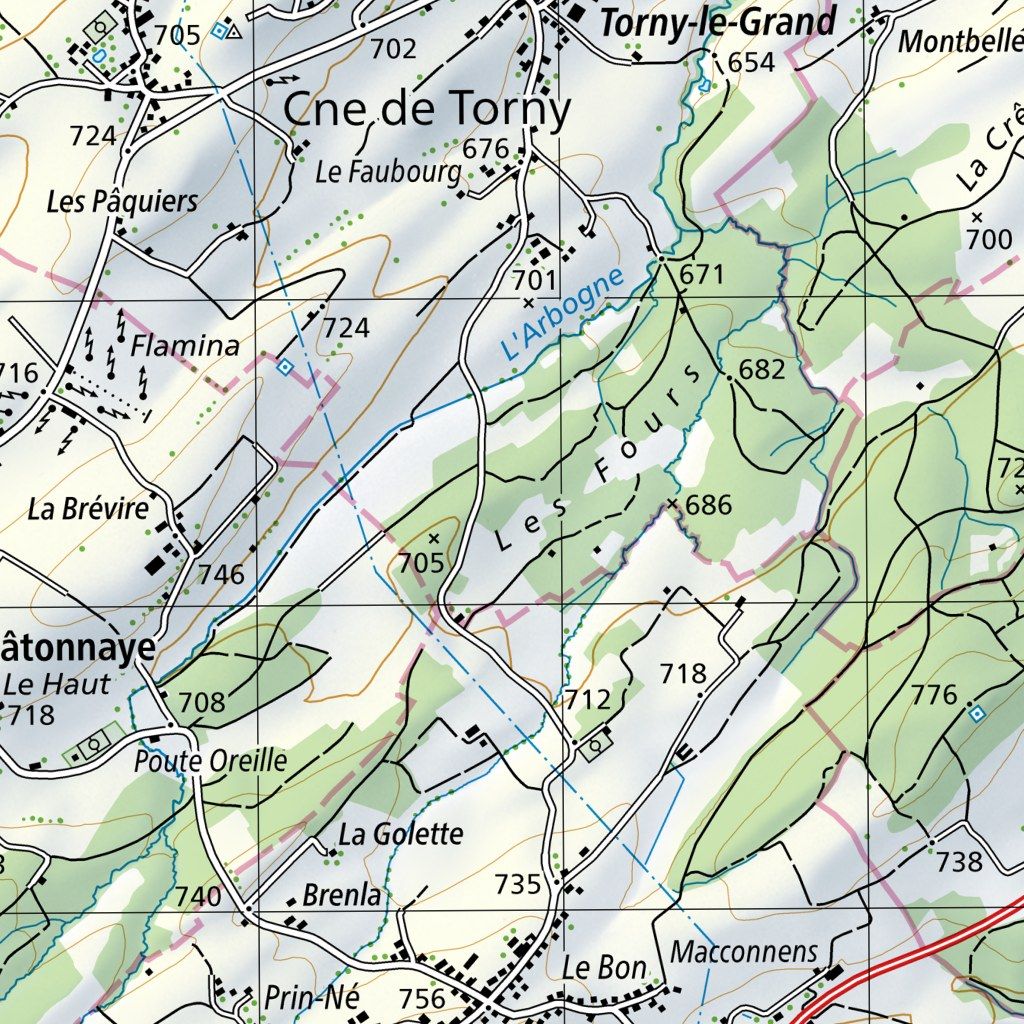 705
702
Torny-le-Grand
654
Montbelle
Cne de Torny
724
676
Le Faubourg
La Crê
Les Pâquiers
700
701
671
L'Arbogne
724
Flamina
716
682
Les Fours
La Brévire
686
705
746
âtonnaye
Le Haut
718
708
718
712
776
Poute Oreille
La Golette
738
740
Brenla
735
Le Bon
Macconnens
Prin-Né
756